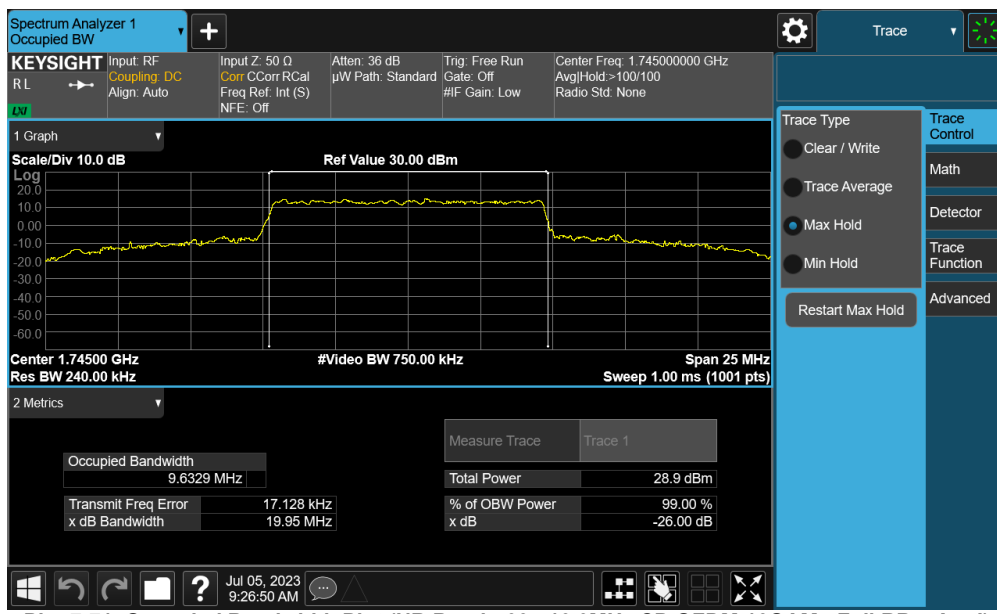 Spectrum Analyzer 1
Occupied BW
Trace
KEYSIGHT
R L
LXI
Input: RF
Coupling: DC
Align: Auto
Input Z: 50 Ω
Corr CCorr RCal
Freq Ref: Int (S)
NFE: Off
Atten: 36 dB
µW Path: Standard
Trig: Free Run
Gate: Off
#IF Gain: Low
Center Freq: 1.745000000 GHz
Avg|Hold:>100/100
Radio Std: None
1 Graph
Scale/Div 10.0 dB
Ref Value 30.00 dBm
Log
20.0
10.0
0.00
-10.0
-20.0
-30.0
-40.0
-50.0
-60.0
Center 1.74500 GHz
#Video BW 750.00 kHz
Span 25 MHz
Res BW 240.00 kHz
Sweep 1.00 ms (1001 pts)
2 Metrics
Measure Trace
Trace 1
Occupied Bandwidth
9.6329 MHz
Total Power
28.9 dBm
Transmit Freq Error
17.128 kHz
% of OBW Power
99.00 %
x dB Bandwidth
19.95 MHz
x dB
-26.00 dB
Jul 05, 2023
9:26:50 AM
Trace Type
Clear / Write
Trace Average
Max Hold
Min Hold
Restart Max Hold
Trace
Control
Math
Detector
Trace
Function
Advanced